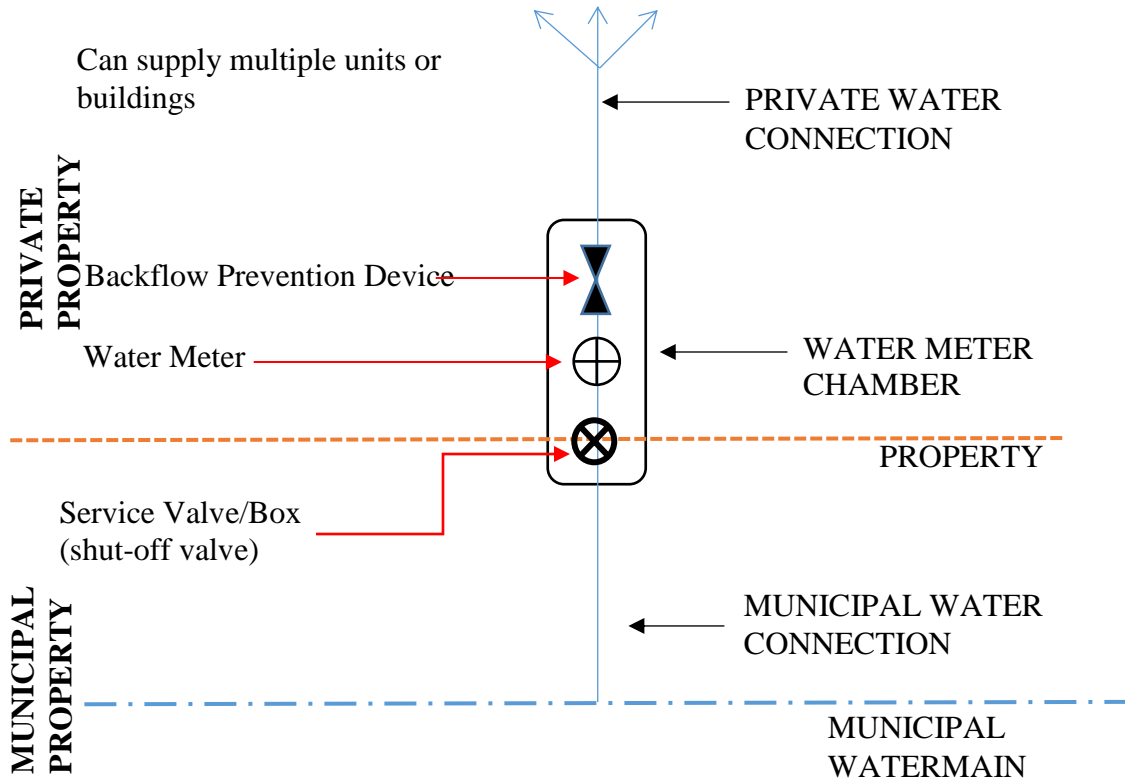 Can supply multiple units or
buildings
PRIVATE WATER
CONNECTION
PRIVATE
PROPERTY
Backflow Prevention Device
Water Meter
WATER METER
CHAMBER
PROPERTY
Service Valve/Box
(shut-off valve)
MUNICIPAL WATER
CONNECTION
MUNICIPAL
PROPERTY
MUNICIPAL
WATERMAIN